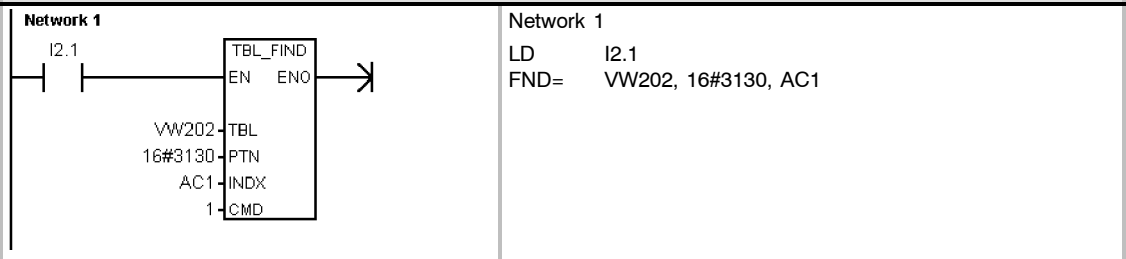 Network 1
I2.1
TBL_FIND
EN ENO
VW202 TBL
16#3130 PTN
AC1 INDX
1 CMD
Network 1
LD I2.1
FND= VW202, 16#3130, AC1